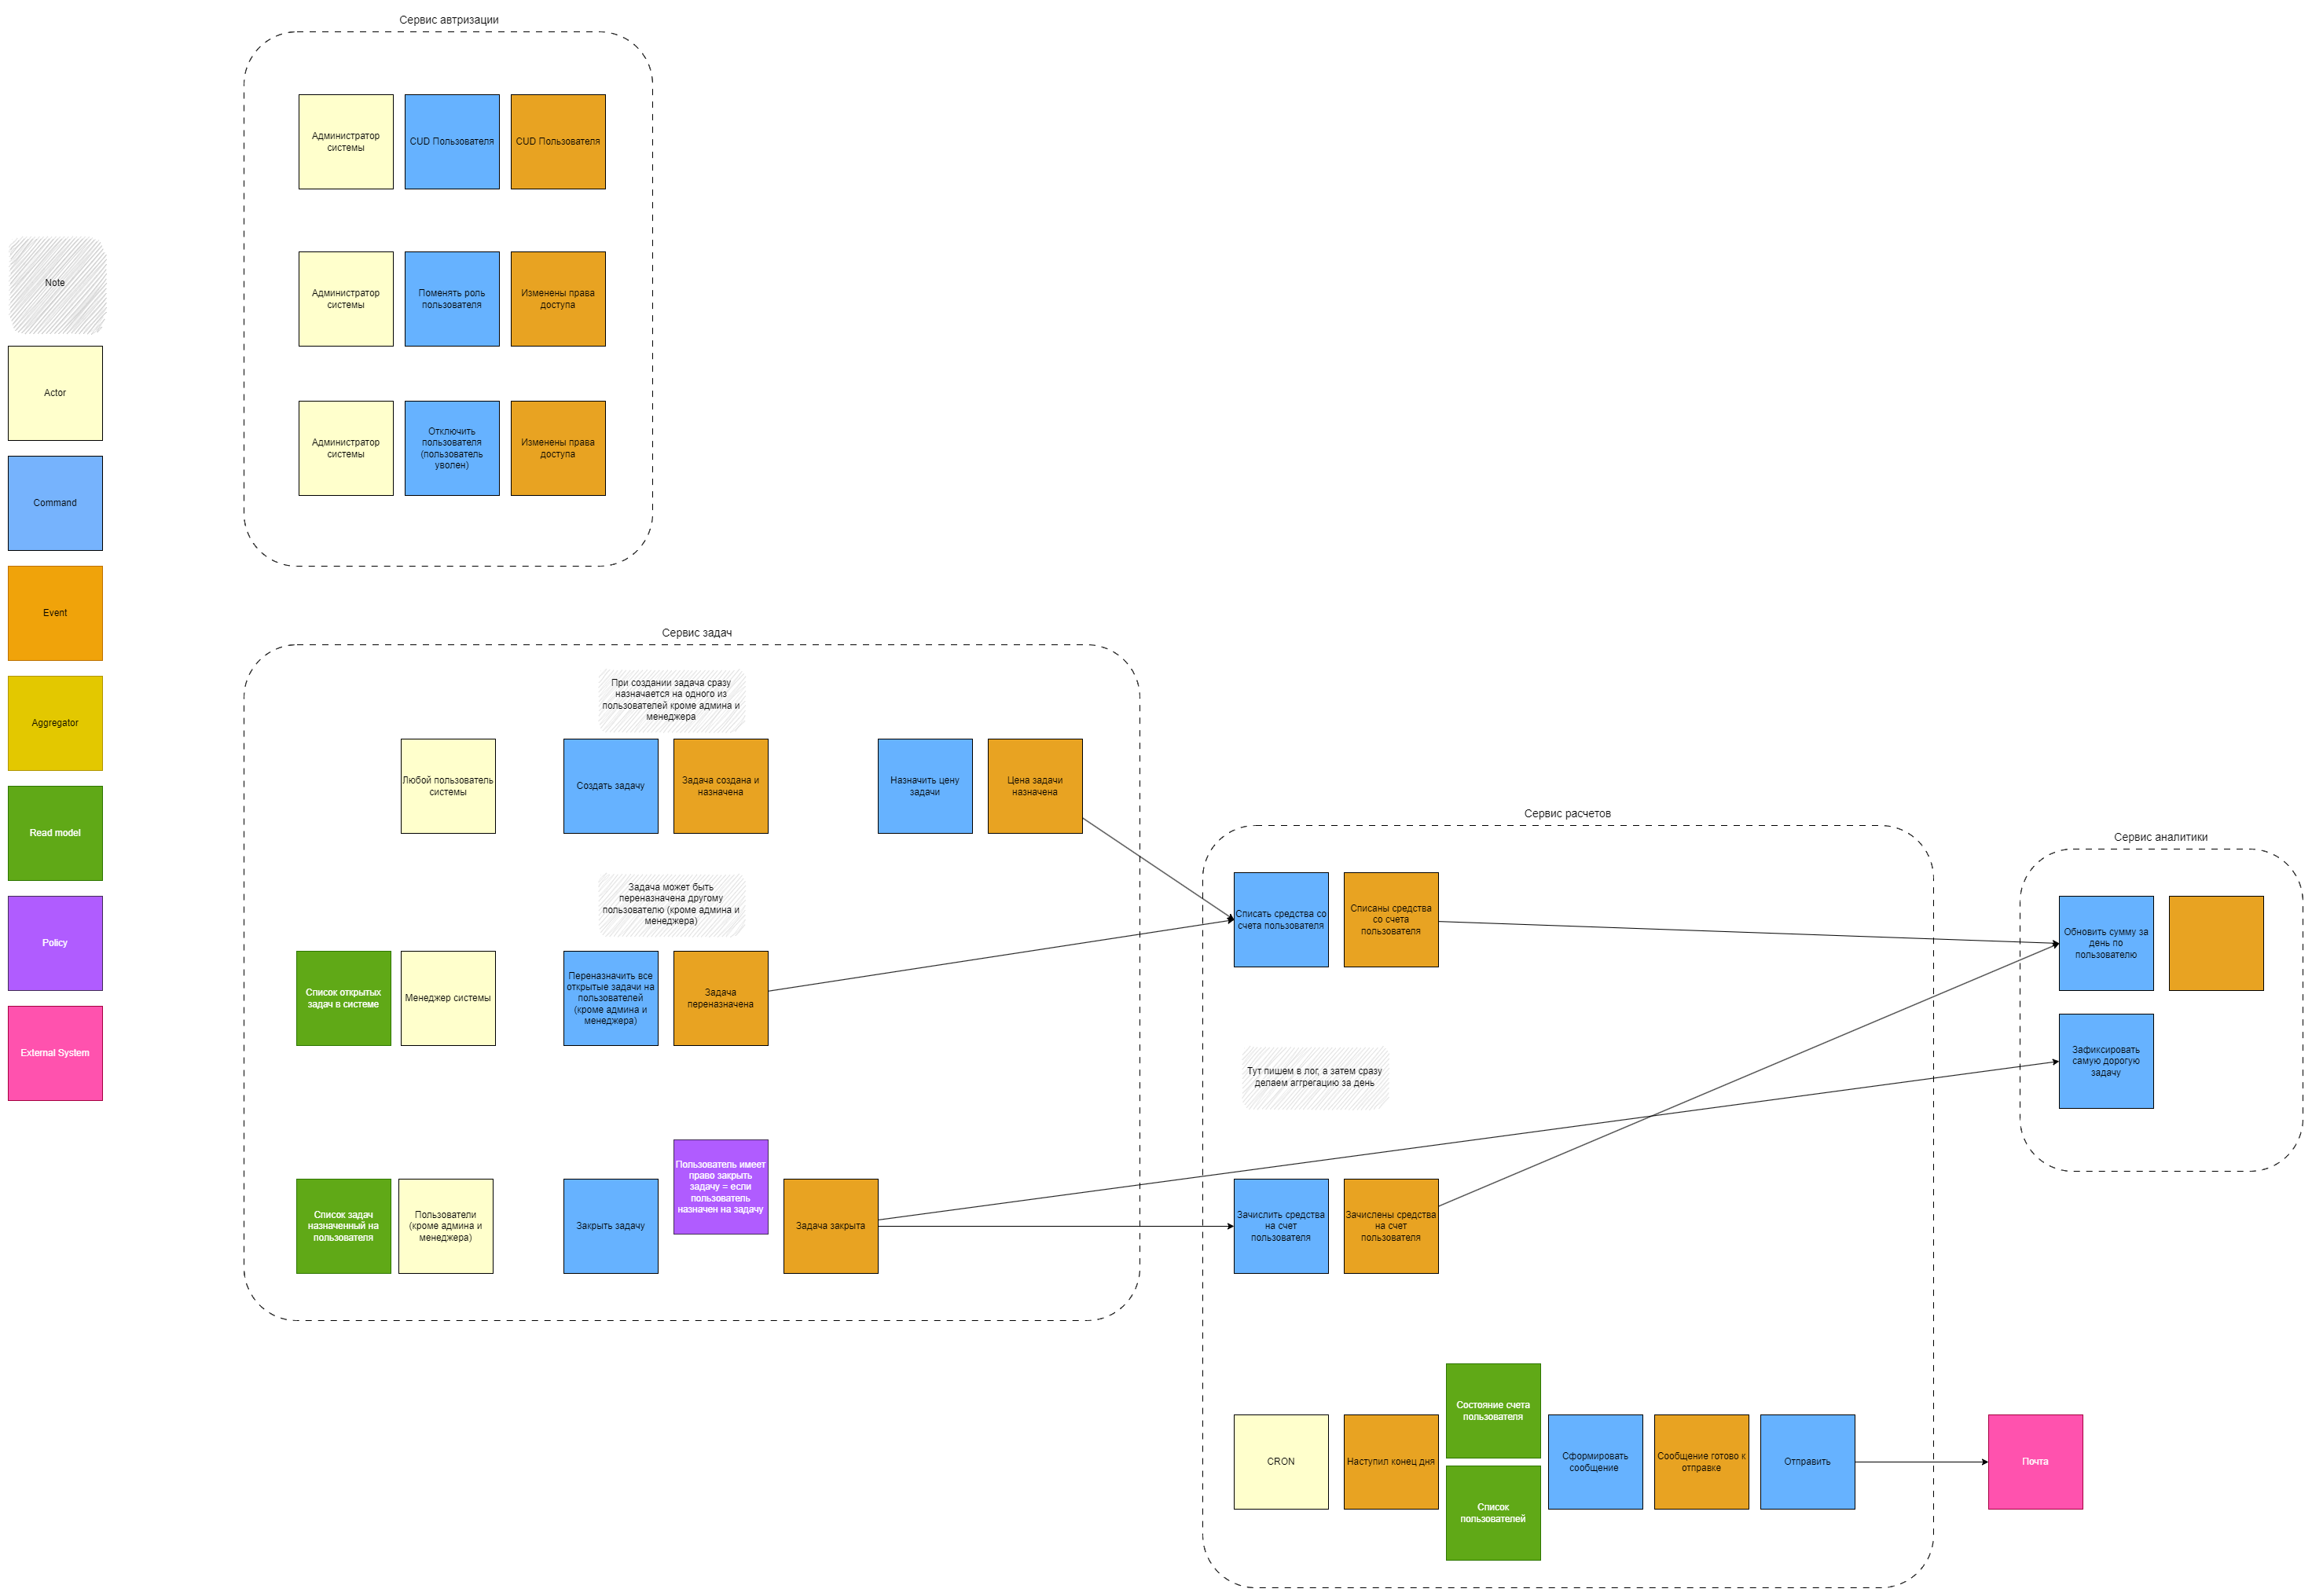 Сервис автризации
Администратор
системы
CUD Пользователя
CUD Пользователя
Администратор
системы
Поменять роль
пользователя
Изменены права
доступа
Администратор
системы
Отключить
пользователя
(пользователь
уволен)
Изменены права
доступа
Note
Actor
Command
Event
Aggregator
Read model
Policy
External System
Сервис задач
При создании задача сразу
назначается на одного из
пользователей кроме админа и
менеджера
Любой пользователь
системы
Создать задачу
Задача создана и
назначена
Назначить цену
задачи
Цена задачи
назначена
Задача может быть
переназначена другому
пользователю (кроме админа и
менеджера)
Список открытых
задач в системе
Менеджер системы
Переназначить все
открытые задачи на
пользователей
(кроме админа и
менеджера)
Задача
переназначена
Список задач
назначенный на
пользователя
Пользователи
(кроме админа и
менеджера)
Закрыть задачу
Пользователь имеет
право закрыть
задачу = если
пользователь
назначен на задачу
Задача закрыта
Сервис расчетов
Списать средства со
счета пользователя
Списаны средства
со счета
пользователя
Тут пишем в лог, а затем сразу
делаем аггрегацию за день
Зачислить средства
на счет
пользователя
Зачислены средства
на счет
пользователя
CRON
Наступил конец дня
Состояние счета
пользователя
Список
пользователей
Сформировать
сообщение
Сообщение готово к
отправке
Отправить
Почта
Сервис аналитики
Обновить сумму за
день по
пользователю
Зафиксировать
самую дорогую
задачу